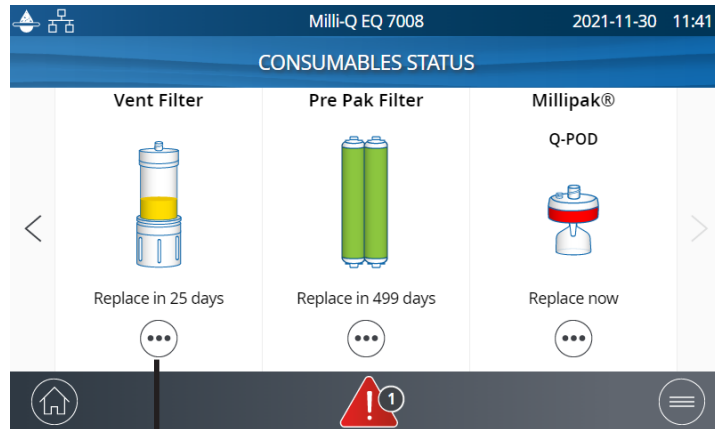 Milli-Q EQ 7008 2021-11-30 11:41
CONSUMABLES STATUS
Vent Filter Pre Pak Filter Millipak®
Q-POD
Replace in 25 days Replace in 499 days Replace now
1